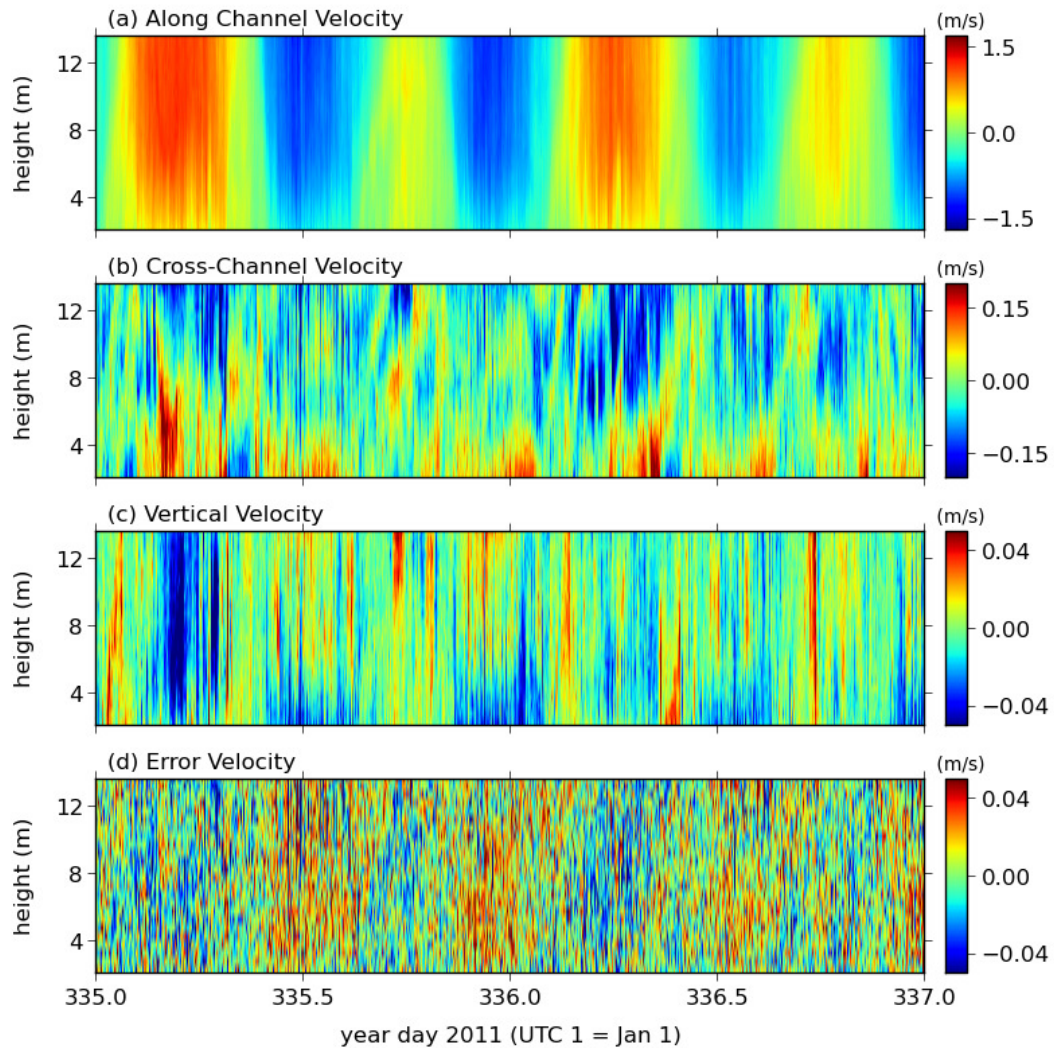 (a) Along Channel Velocity
(m/s)
12
8
4
height (m)
1.5
0.0
−1.5
(b) Cross-Channel Velocity
(m/s)
12
8
4
height (m)
0.15
0.00
−0.15
(c) Vertical Velocity
(m/s)
12
8
4
height (m)
0.04
0.00
−0.04
(d) Error Velocity
(m/s)
12
8
4
height (m)
0.04
0.00
−0.04
335.0 335.5 336.0 336.5 337.0
year day 2011 (UTC 1 = Jan 1)